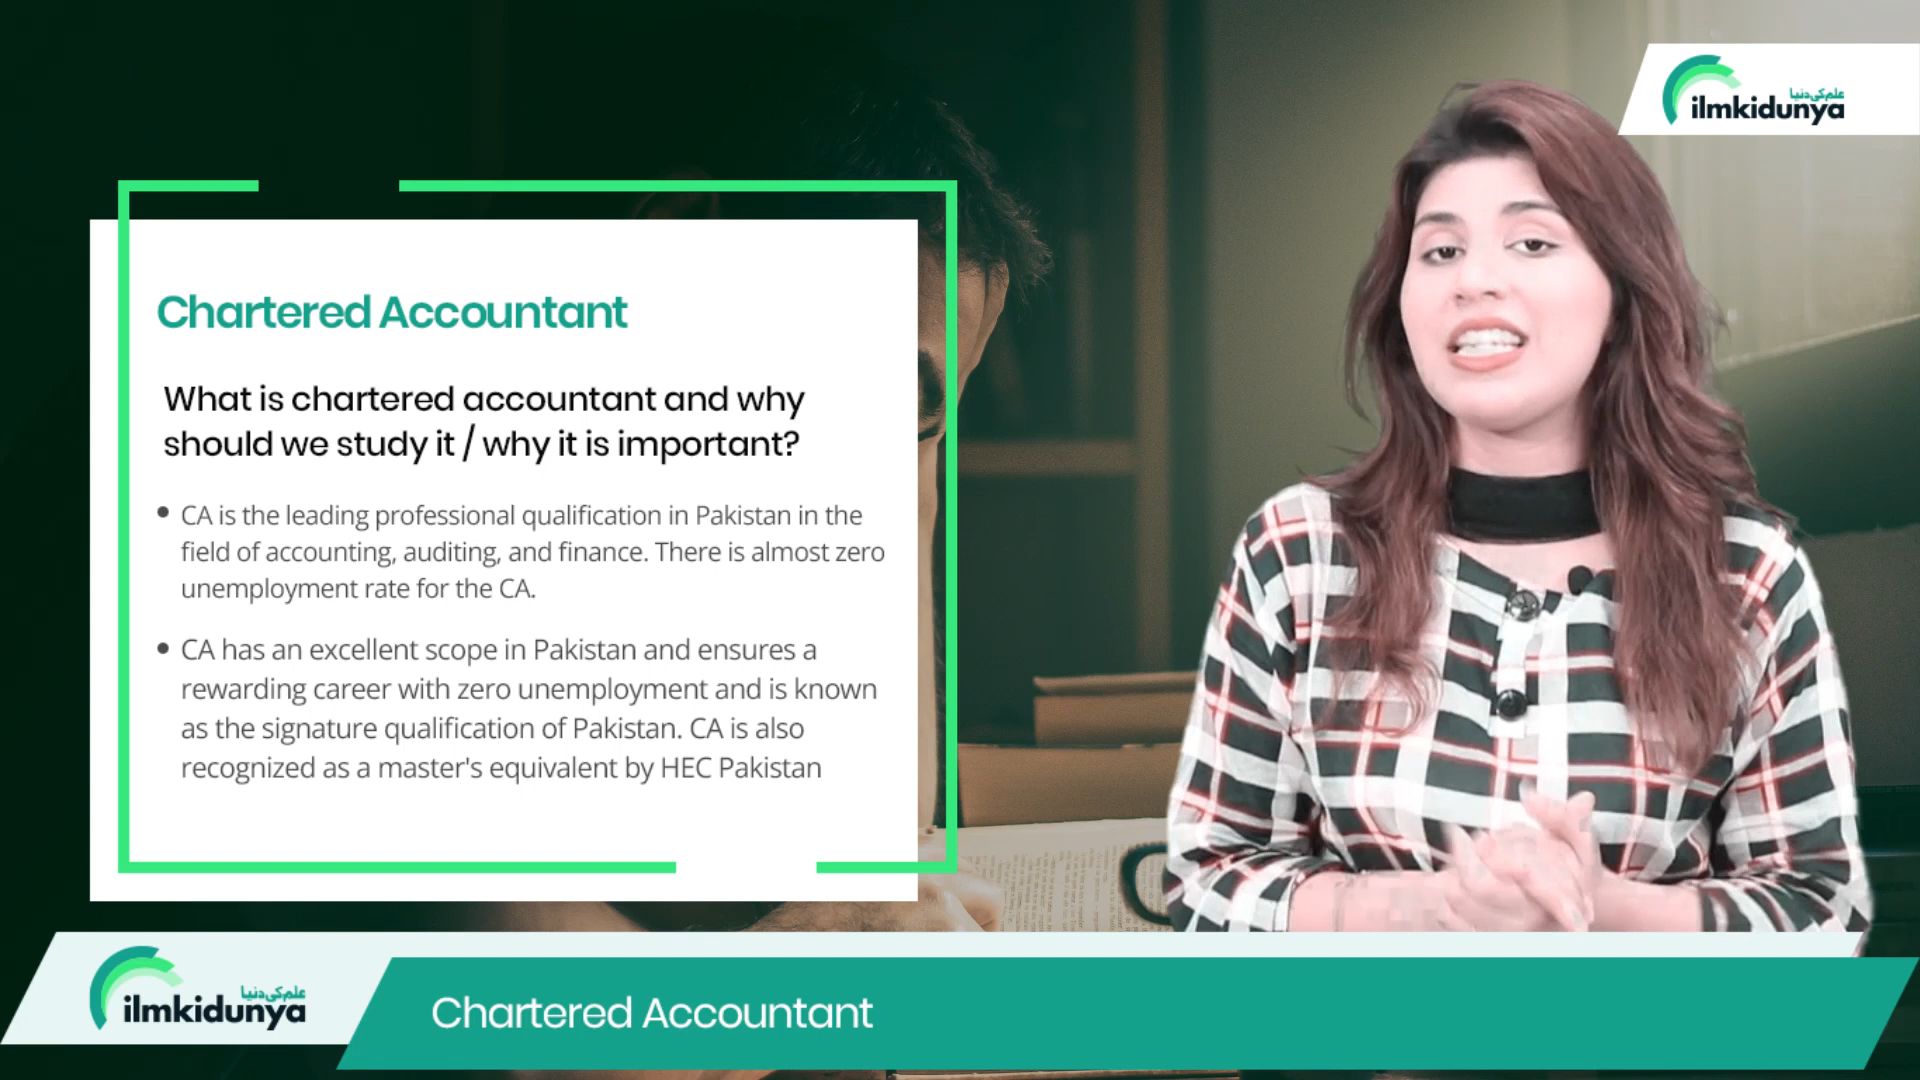 علم کی دنیا
ilmkidunya
Chartered Accountant
What is chartered accountant and why
should we study it / why it is important?
• CA is the leading professional qualification in Pakistan in the
field of accounting, auditing, and finance. There is almost zero
unemployment rate for the CA.
• CA has an excellent scope in Pakistan and ensures a
rewarding career with zero unemployment and is known
as the signature qualification of Pakistan. CA is also
recognized as a master's equivalent by HEC Pakistan
علم کی دنیا
ilmkidunya
Chartered Accountant